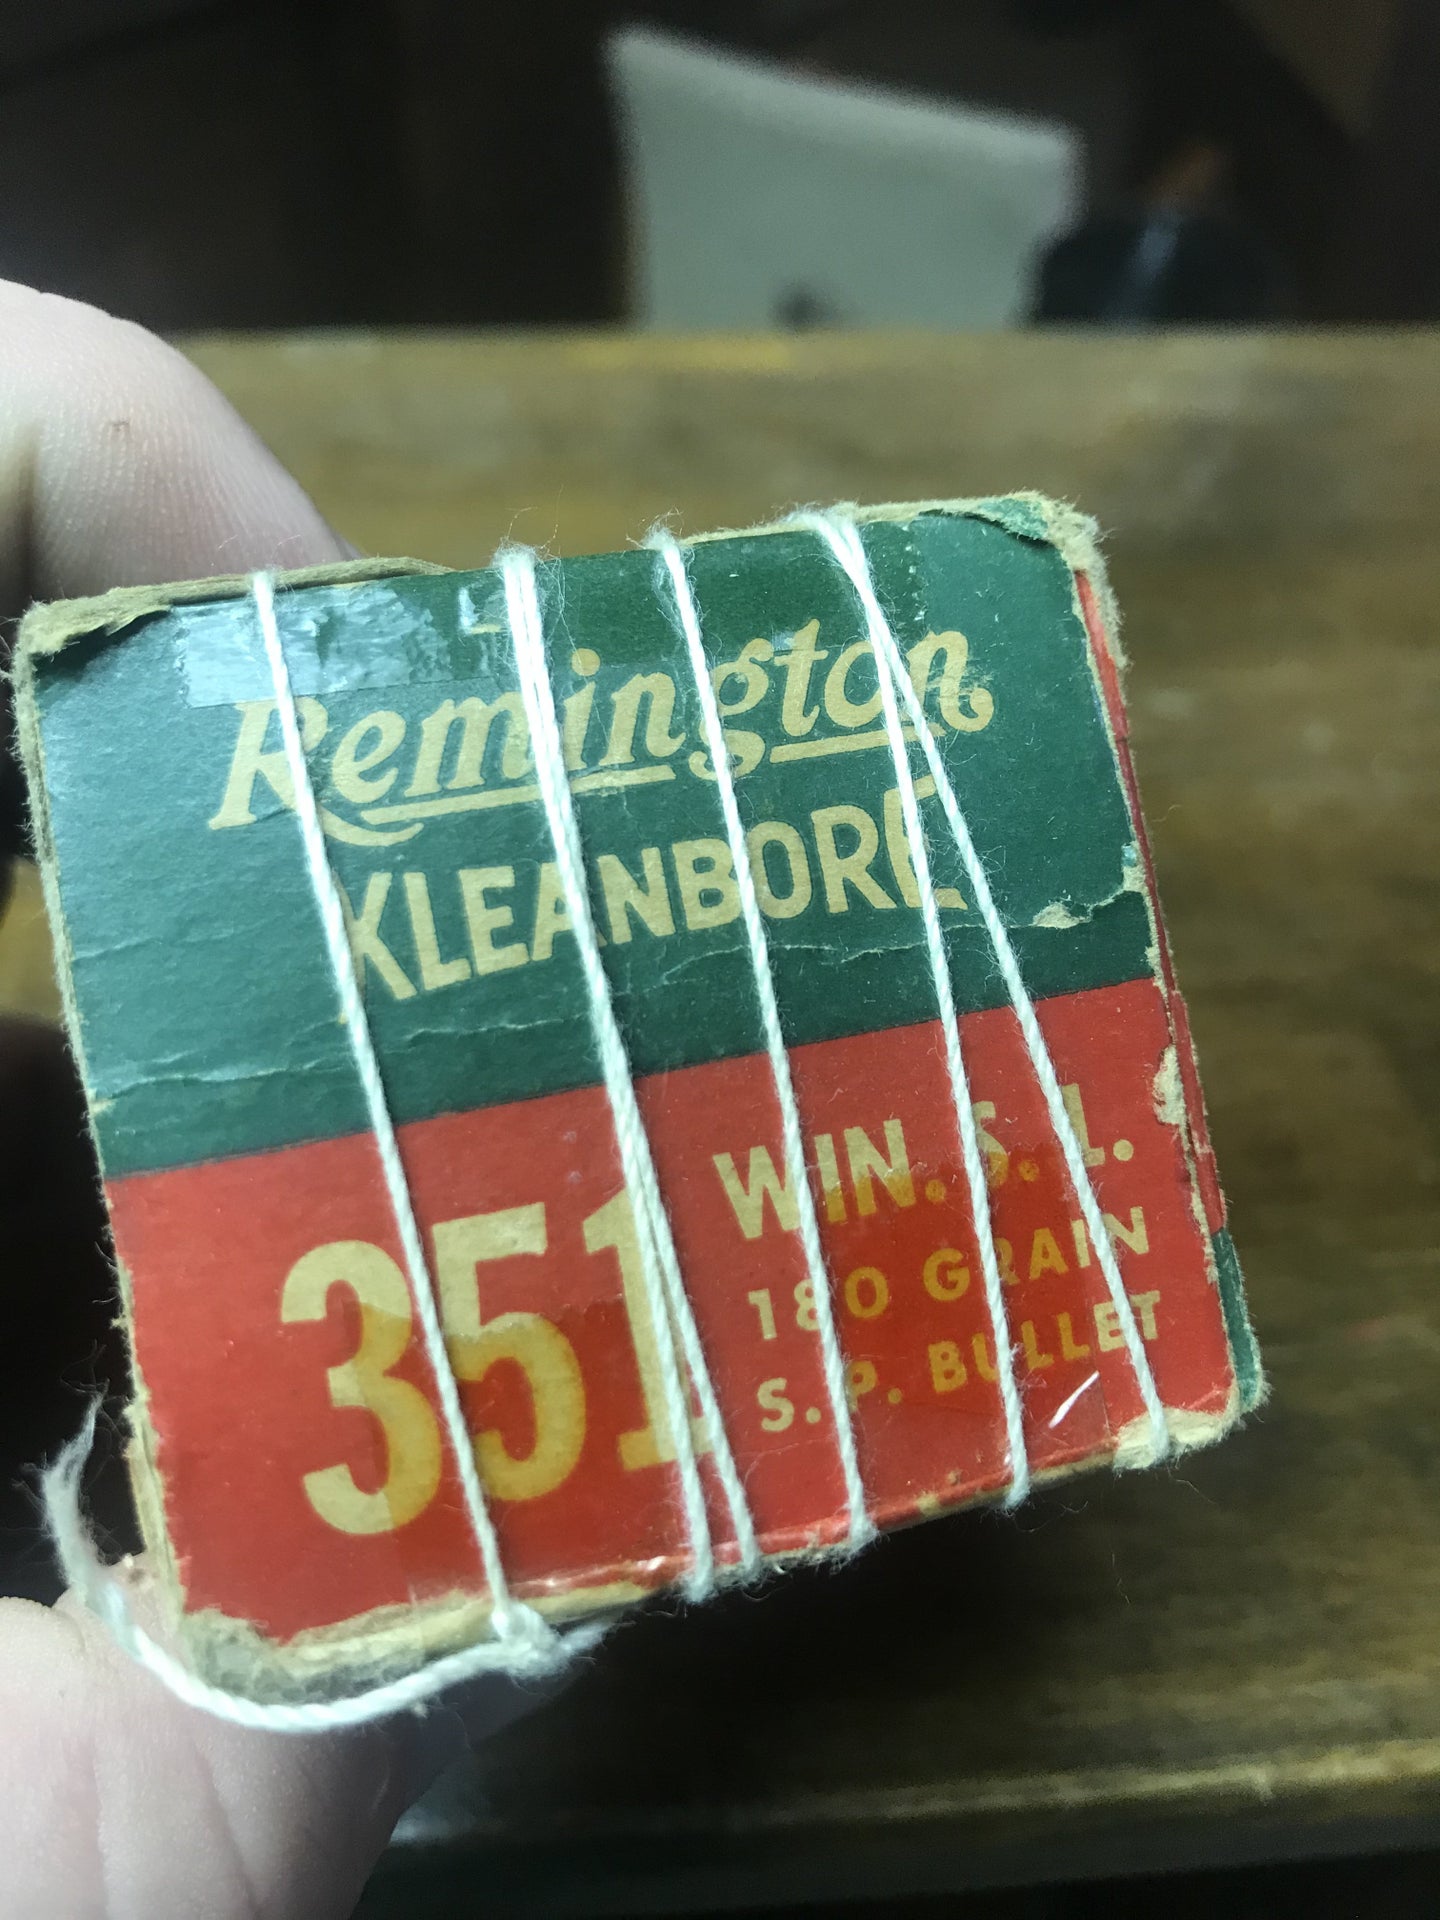 Remington
KLEANBORE
351
WIN. S. L.
180 GRAIN
S. P. BULLET